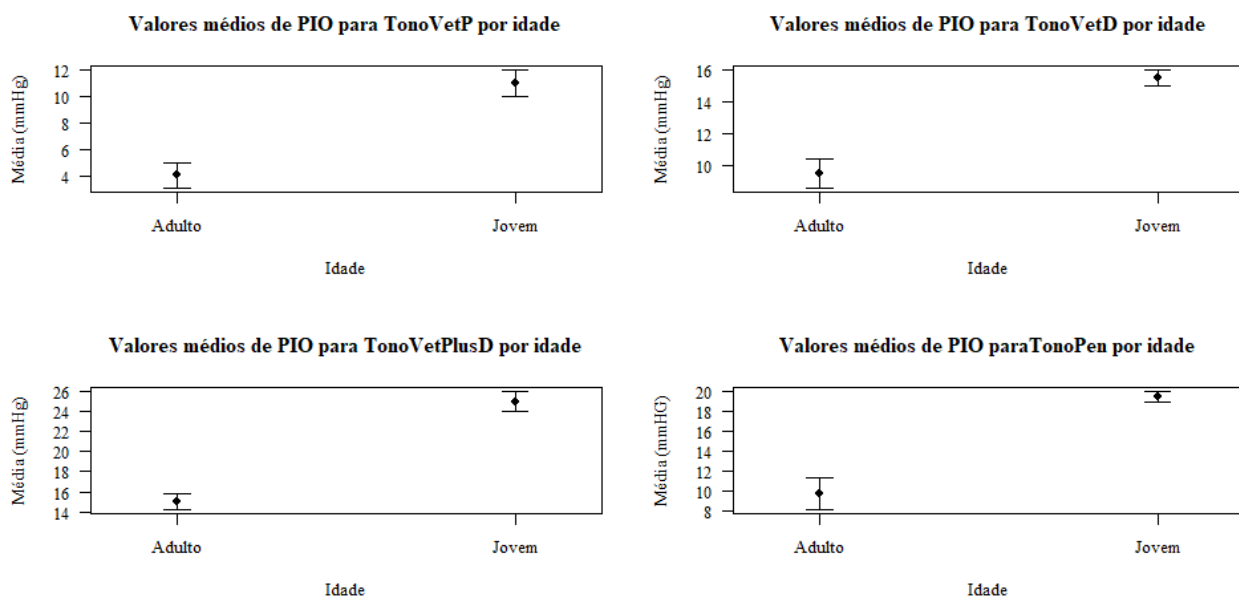 Valores médios de PIO para TonoVetP por idade
Média (mmHg)
12
10
8
6
4
Adulto
Jovem
Idade
Valores médios de PIO para TonoVetD por idade
Média (mmHg)
16
14
12
10
Adulto
Jovem
Idade
Valores médios de PIO para TonoVetPlusD por idade
Média (mmHg)
26
24
22
20
18
16
14
Adulto
Jovem
Idade
Valores médios de PIO paraTonoPen por idade
Média (mmHG)
20
18
16
14
12
10
8
Adulto
Jovem
Idade